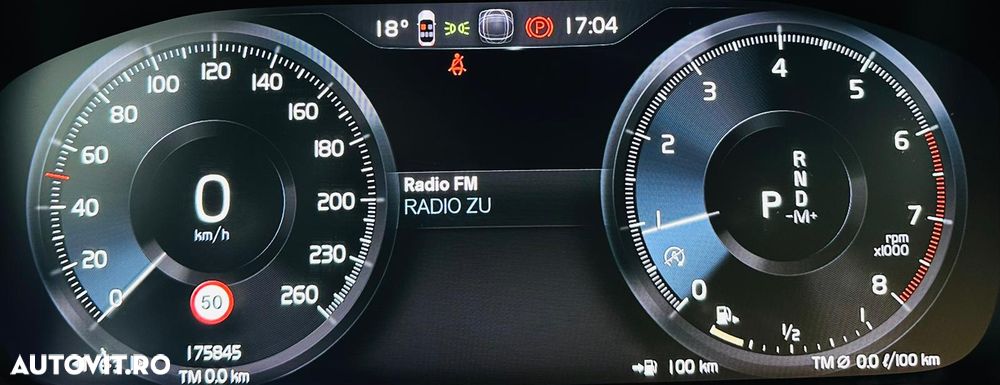 18° P 17:04
0 20 40 60 80 100 120 140 160 180 200 230 260
0
km/h
50
175845
TM 0.0 km
Radio FM
RADIO ZU
0 1 2 3 4 5 6 7 8
R
N
P D
-M+
rpm
x1000
A
1/2 1
100 km
TM Ø 0.0 ℓ/100 km
AUTOVIT.RO